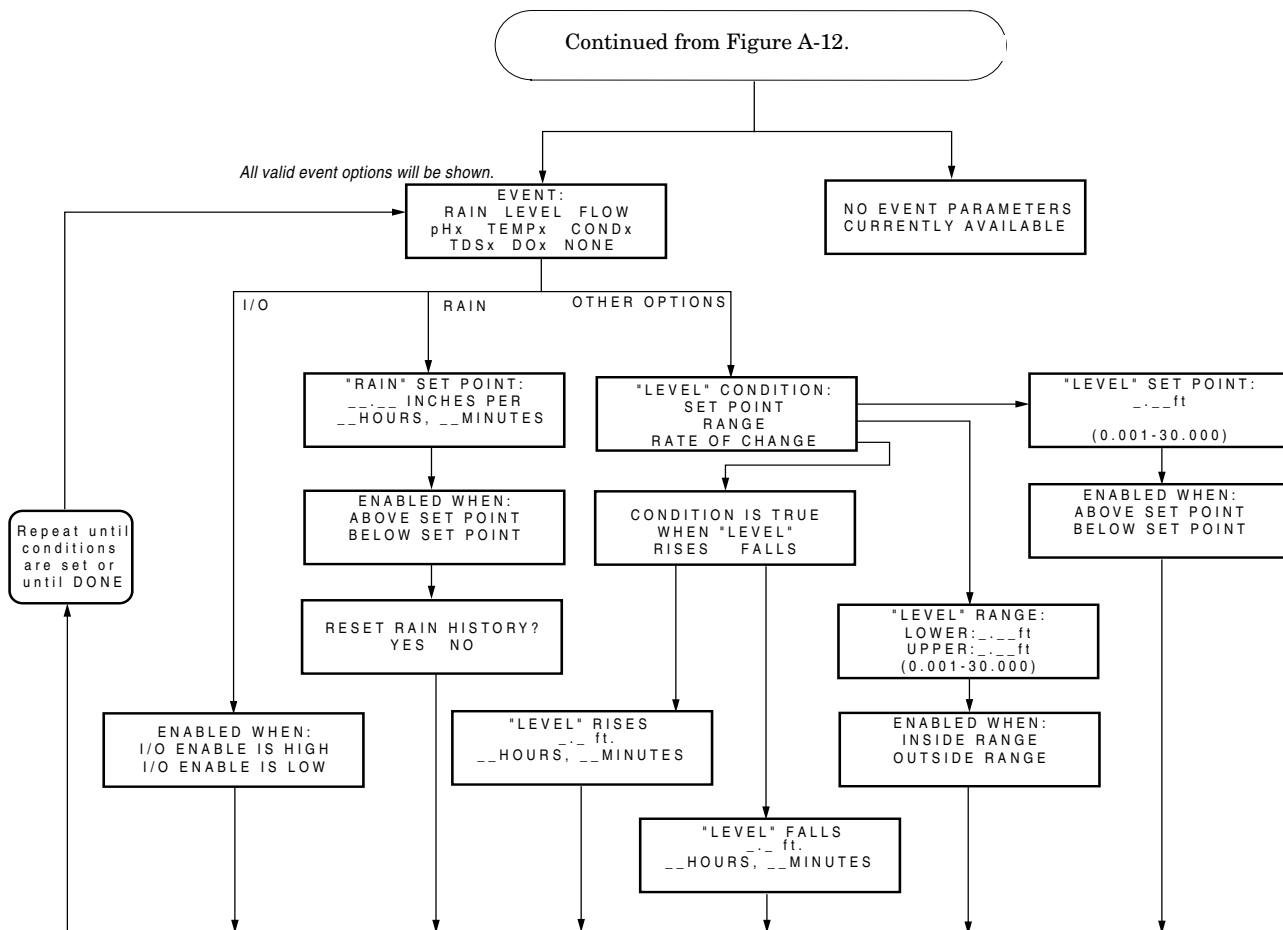 Continued from Figure A-12.
All valid event options will be shown.
EVENT:
RAIN LEVEL FLOW
pHx TEMPx CONDx
TDSx DOx NONE
NO EVENT PARAMETERS
CURRENTLY AVAILABLE
I/O
RAIN
OTHER OPTIONS
"RAIN" SET POINT:
__.__ INCHES PER
__HOURS, __MINUTES
"LEVEL" CONDITION:
SET POINT
RANGE
RATE OF CHANGE
"LEVEL" SET POINT:
_.__ft
(0.001-30.000)
ENABLED WHEN:
ABOVE SET POINT
BELOW SET POINT
CONDITION IS TRUE
WHEN "LEVEL"
RISES FALLS
ENABLED WHEN:
ABOVE SET POINT
BELOW SET POINT
Repeat until
conditions
are set or
until DONE
RESET RAIN HISTORY?
YES NO
"LEVEL" RANGE:
LOWER:_.__ft
UPPER:_.__ft
(0.001-30.000)
ENABLED WHEN:
I/O ENABLE IS HIGH
I/O ENABLE IS LOW
"LEVEL" RISES
_._ ft.
__HOURS, __MINUTES
ENABLED WHEN:
INSIDE RANGE
OUTSIDE RANGE
"LEVEL" FALLS
_._ ft.
__HOURS, __MINUTES